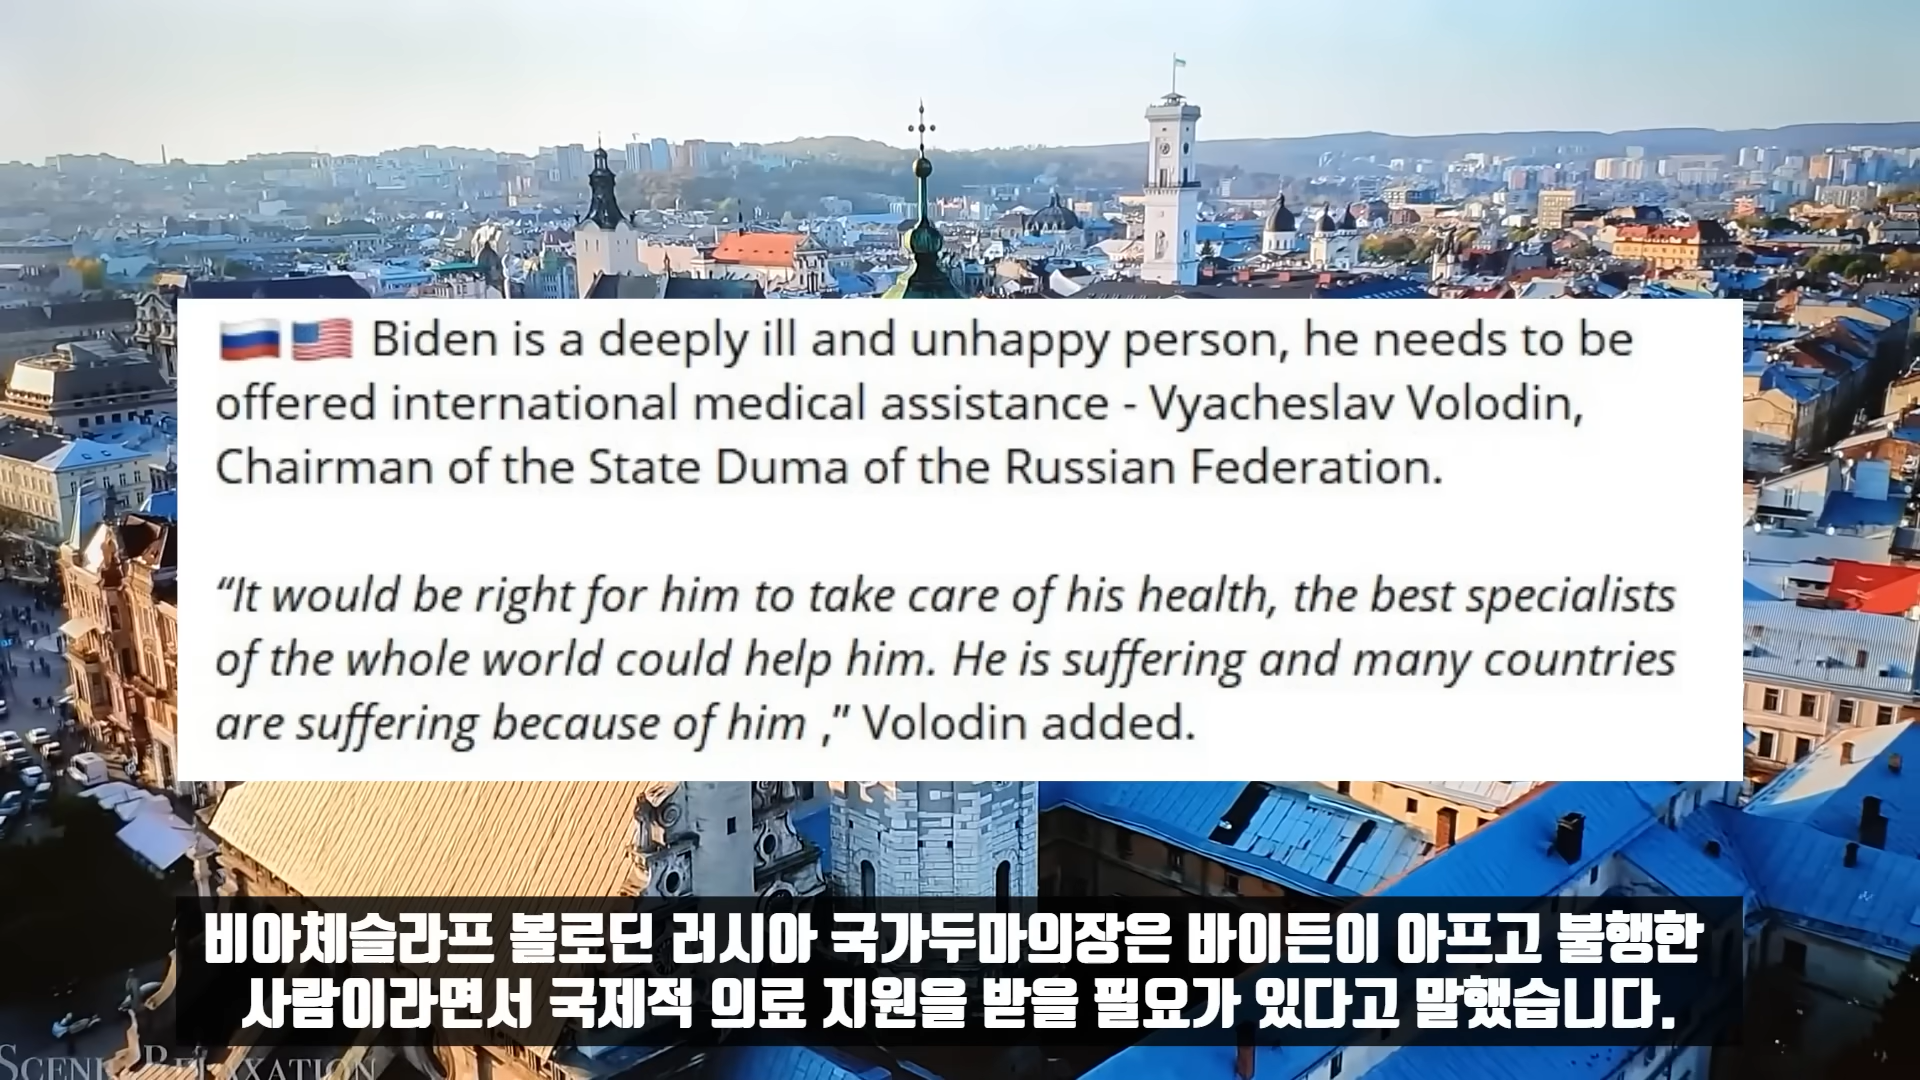 🇷🇺🇺🇸 Biden is a deeply ill and unhappy person, he needs to be
offered international medical assistance - Vyacheslav Volodin,
Chairman of the State Duma of the Russian Federation.
“It would be right for him to take care of his health, the best specialists
of the whole world could help him. He is suffering and many countries
are suffering because of him ,” Volodin added.
비아체슬라프 볼로딘 러시아 국가두마의장은 바이든이 아프고 불행한
사람이라면서 국제적 의료 지원을 받을 필요가 있다고 말했습니다.
SCENIC RELAXATION